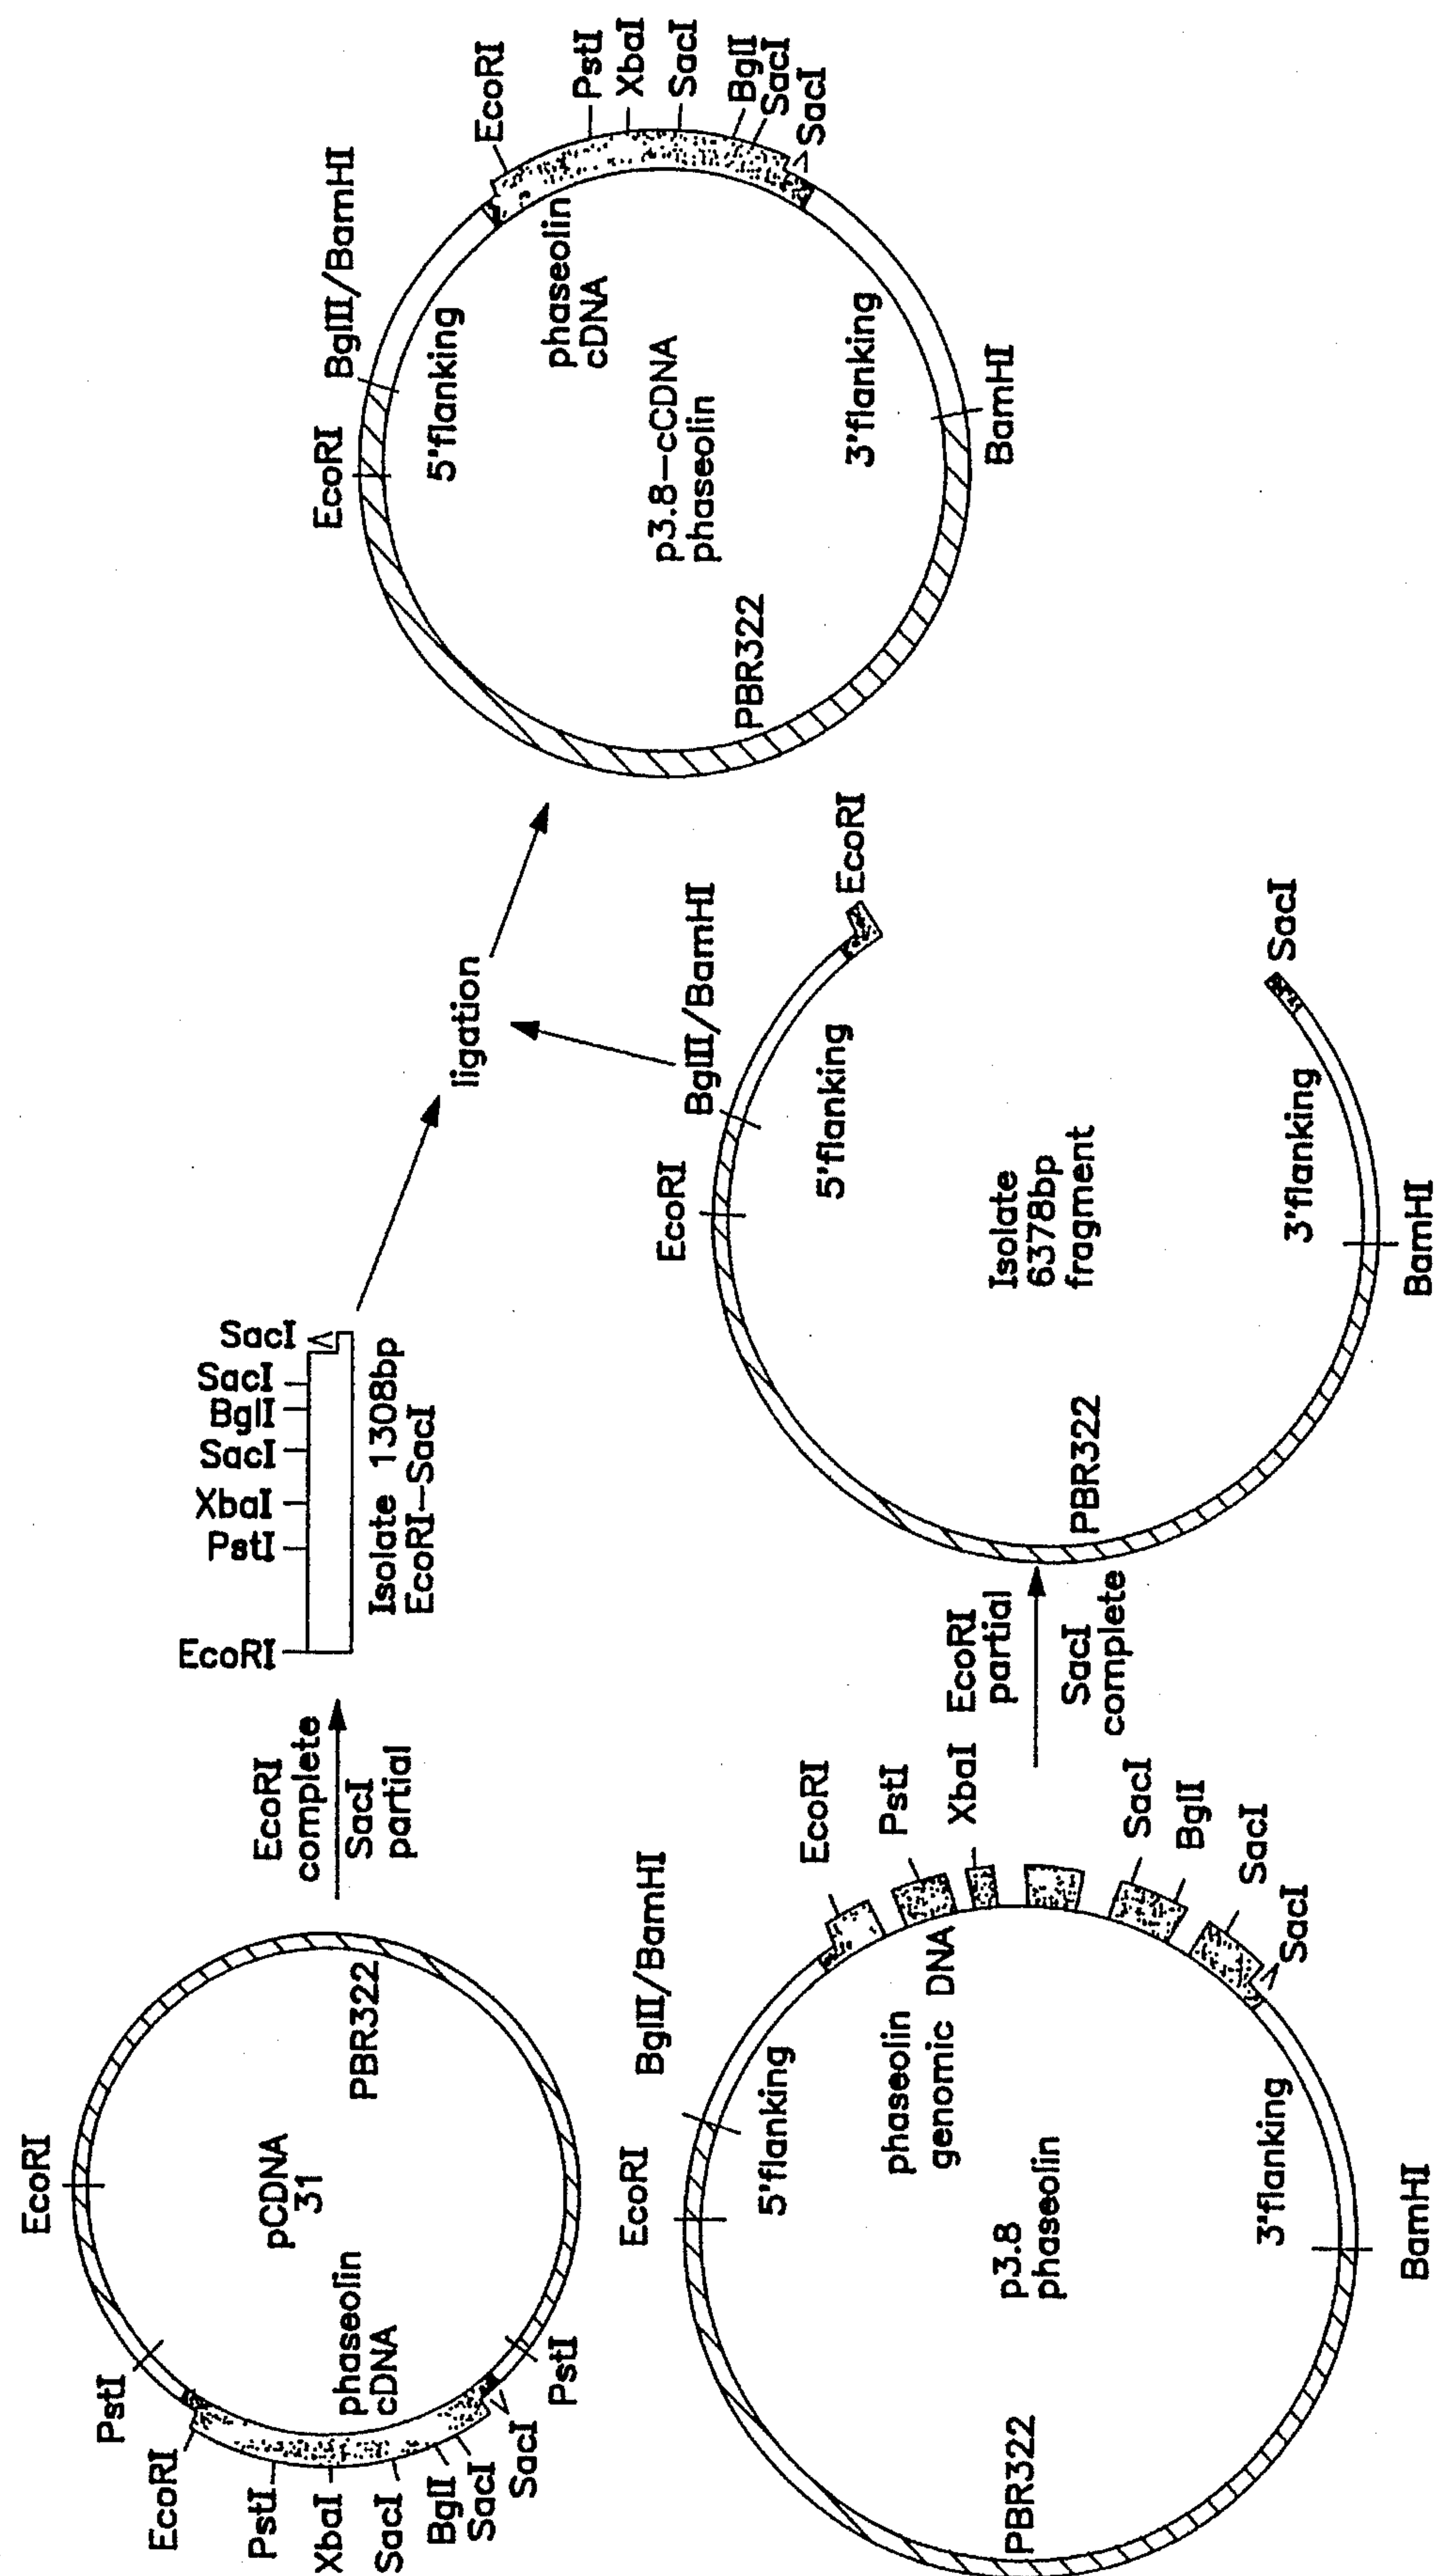 EcoRI
pCDNA
31
PBR322
phaseolin
cDNA
PstI
EcoRI
PstI
XbaI
SacI
BglI
SacI
SacI
PstI
EcoRI
complete
SacI
partial
EcoRI
PstI
XbaI
SacI
BglI
SacI
SacI
Isolate 1308bp
EcoRI–SacI
ligation
EcoRI
BglII/BamHI
5'flanking
EcoRI
PstI
XbaI
SacI
BglI
SacI
SacI
phaseolin
genomic DNA
p3.8
phaseolin
PBR322
3'flanking
BamHI
EcoRI
partial
SacI
complete
EcoRI
BglII/BamHI
5'flanking
EcoRI
Isolate
6378bp
fragment
PBR322
3'flanking
SacI
BamHI
EcoRI
BglII/BamHI
5'flanking
EcoRI
PstI
XbaI
SacI
BglI
SacI
SacI
phaseolin
cDNA
p3.8–cCDNA
phaseolin
PBR322
3'flanking
BamHI